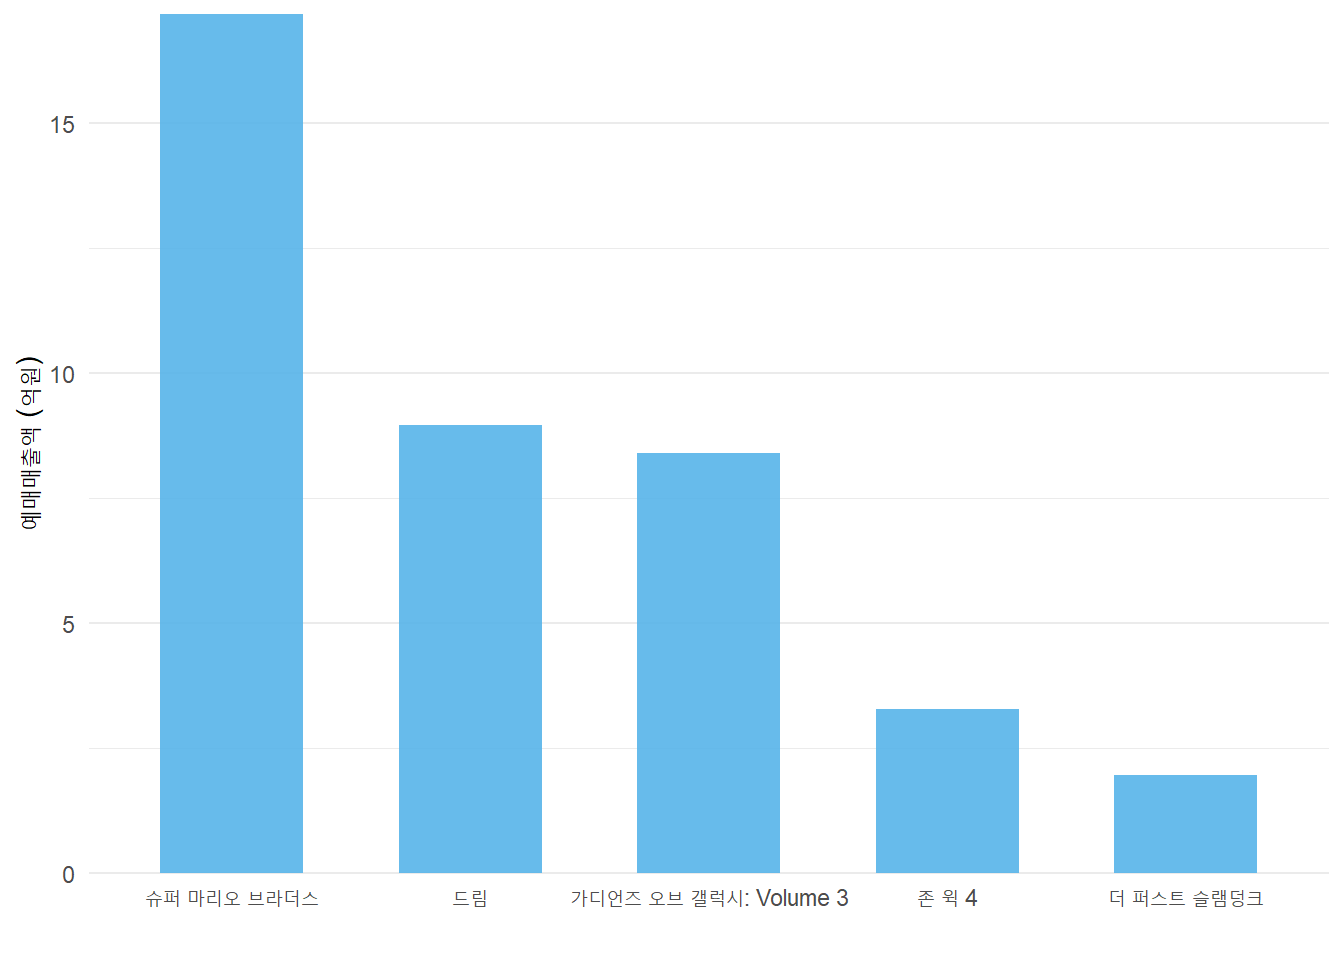 15
10
5
0
예매매출액 (억원)
슈퍼 마리오 브라더스
드림
가디언즈 오브 갤럭시: Volume 3
존 윅 4
더 퍼스트 슬램덩크